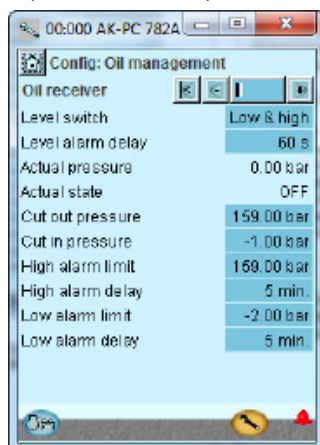 00:000 AK-PC 782A
Config: Oil management
Oil receiver
Level switch Low & high
Level alarm delay 60 s
Actual pressure 0.00 bar
Actual state OFF
Cut out pressure 159.00 bar
Cut in pressure -1.00 bar
High alarm limit 159.00 bar
High alarm delay 5 min.
Low alarm limit -2.00 bar
Low alarm delay 5 min.